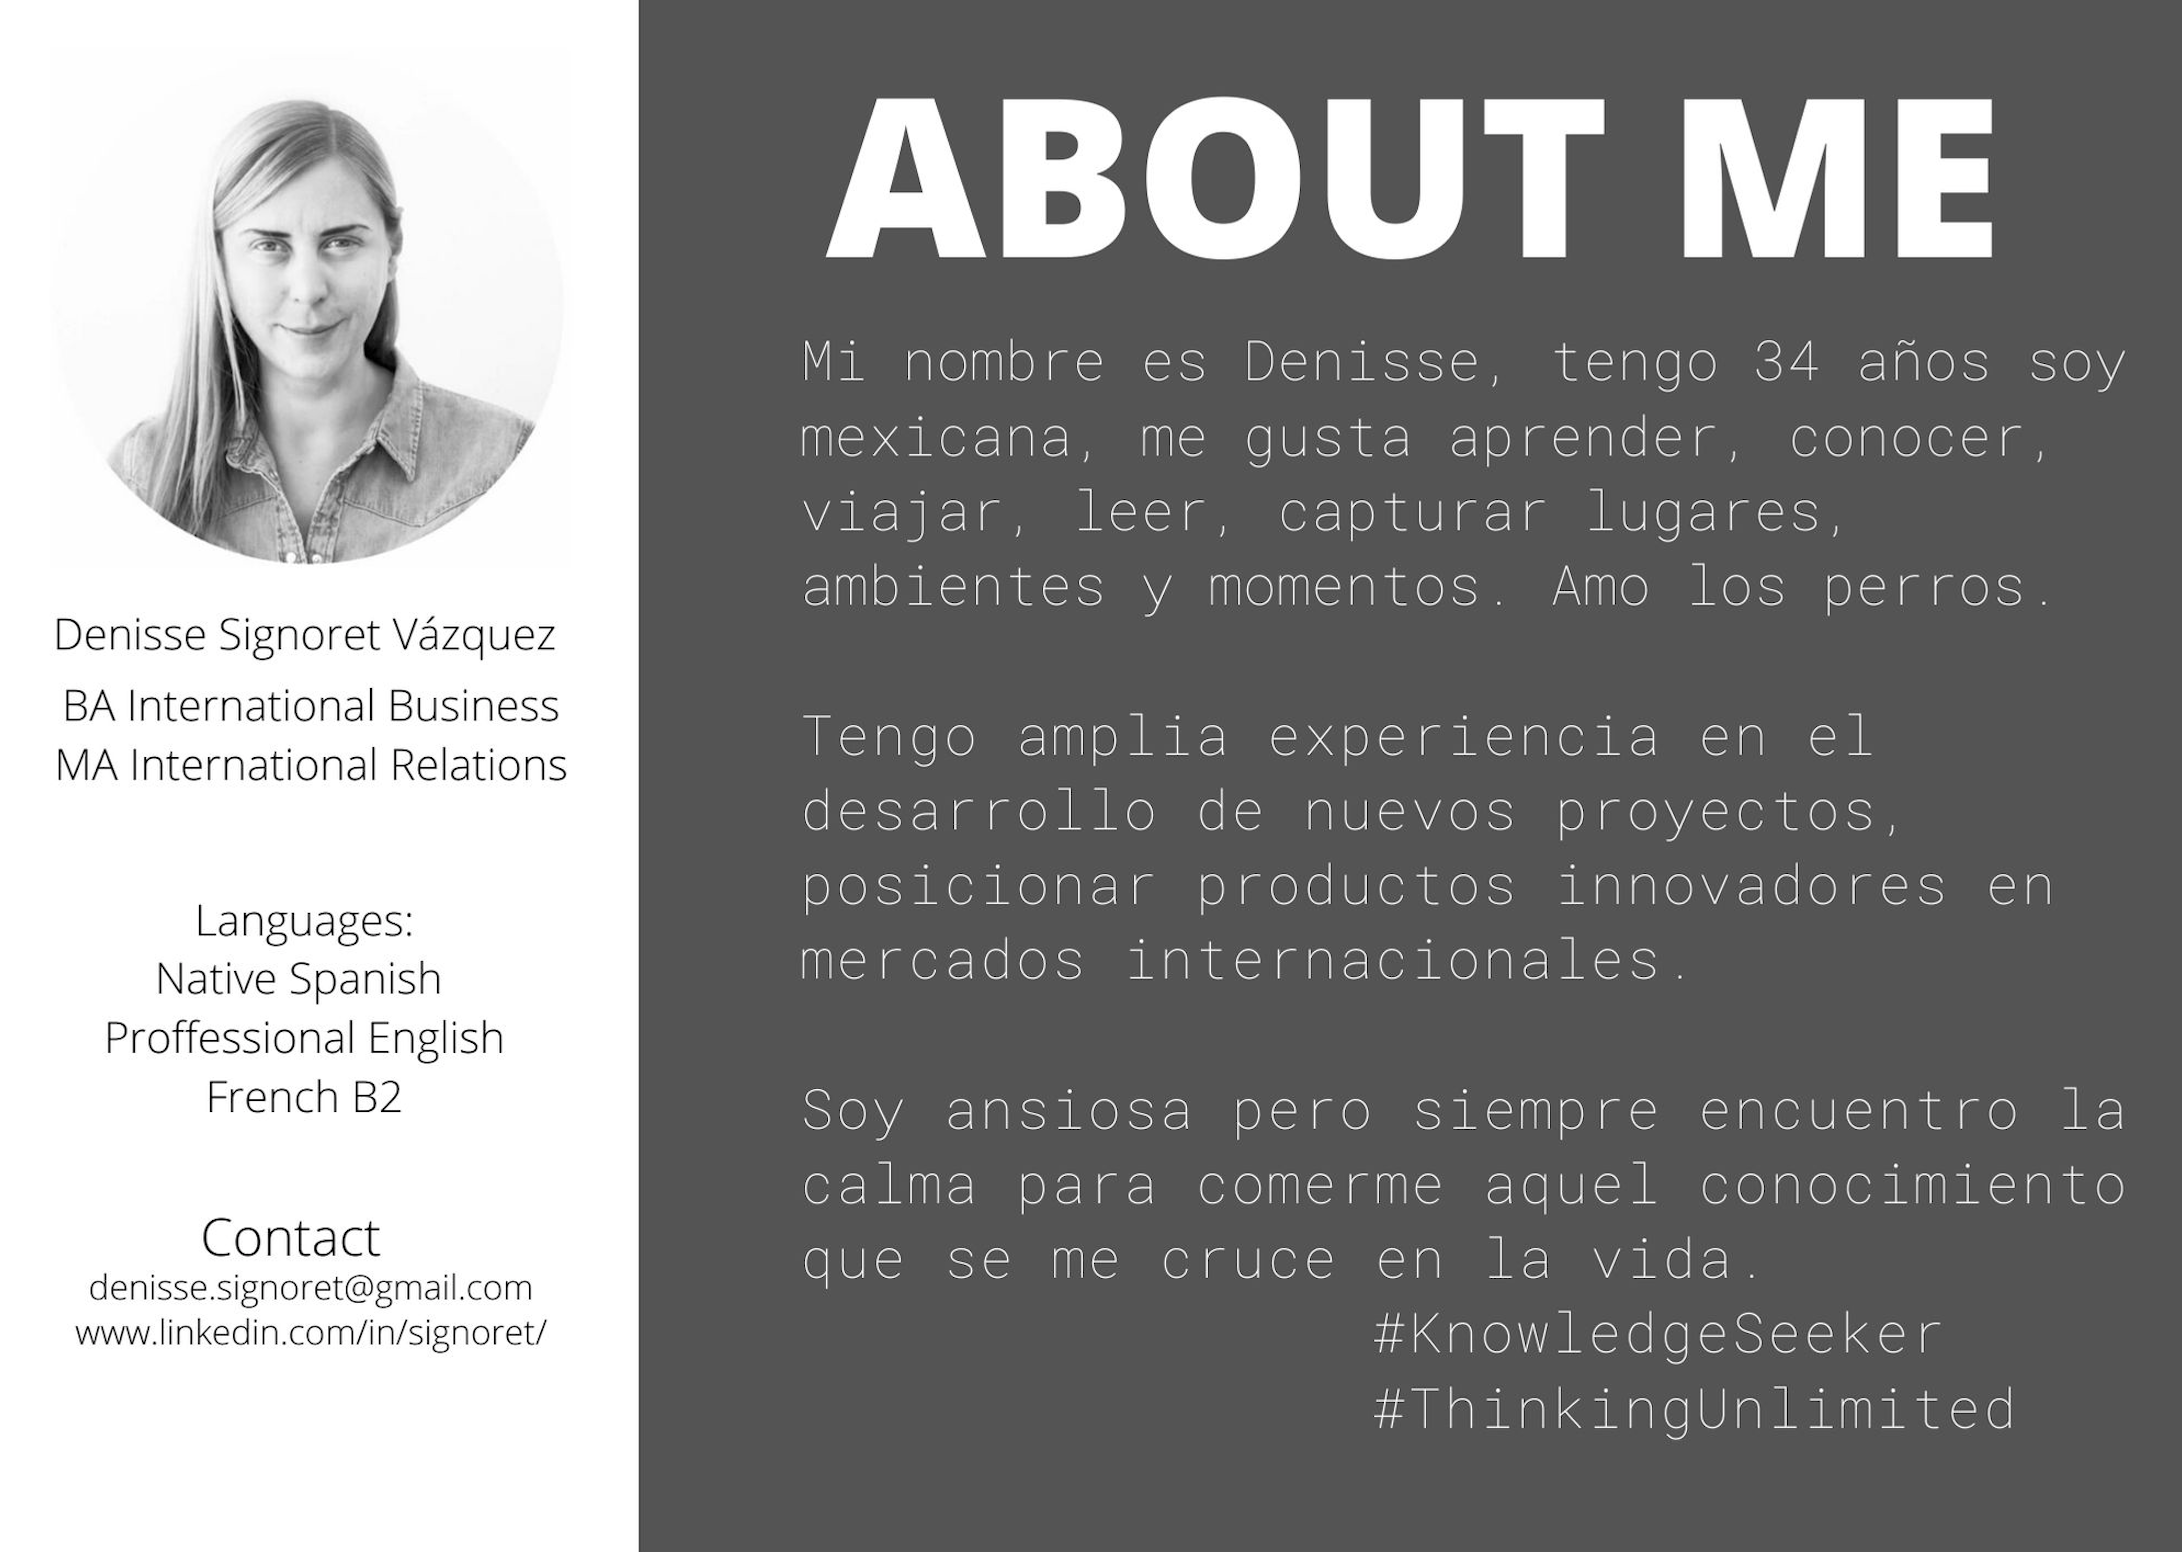 Denisse Signoret Vázquez
BA International Business
MA International Relations
Languages:
Native Spanish
Proffessional English
French B2
Contact
denisse.signoret@gmail.com
www.linkedin.com/in/signoret/
ABOUT ME
Mi nombre es Denisse, tengo 34 años soy
mexicana, me gusta aprender, conocer,
viajar, leer, capturar lugares,
ambientes y momentos. Amo los perros.
Tengo amplia experiencia en el
desarrollo de nuevos proyectos,
posicionar productos innovadores en
mercados internacionales.
Soy ansiosa pero siempre encuentro la
calma para comerme aquel conocimiento
que se me cruce en la vida.
#KnowledgeSeeker
#ThinkingUnlimited